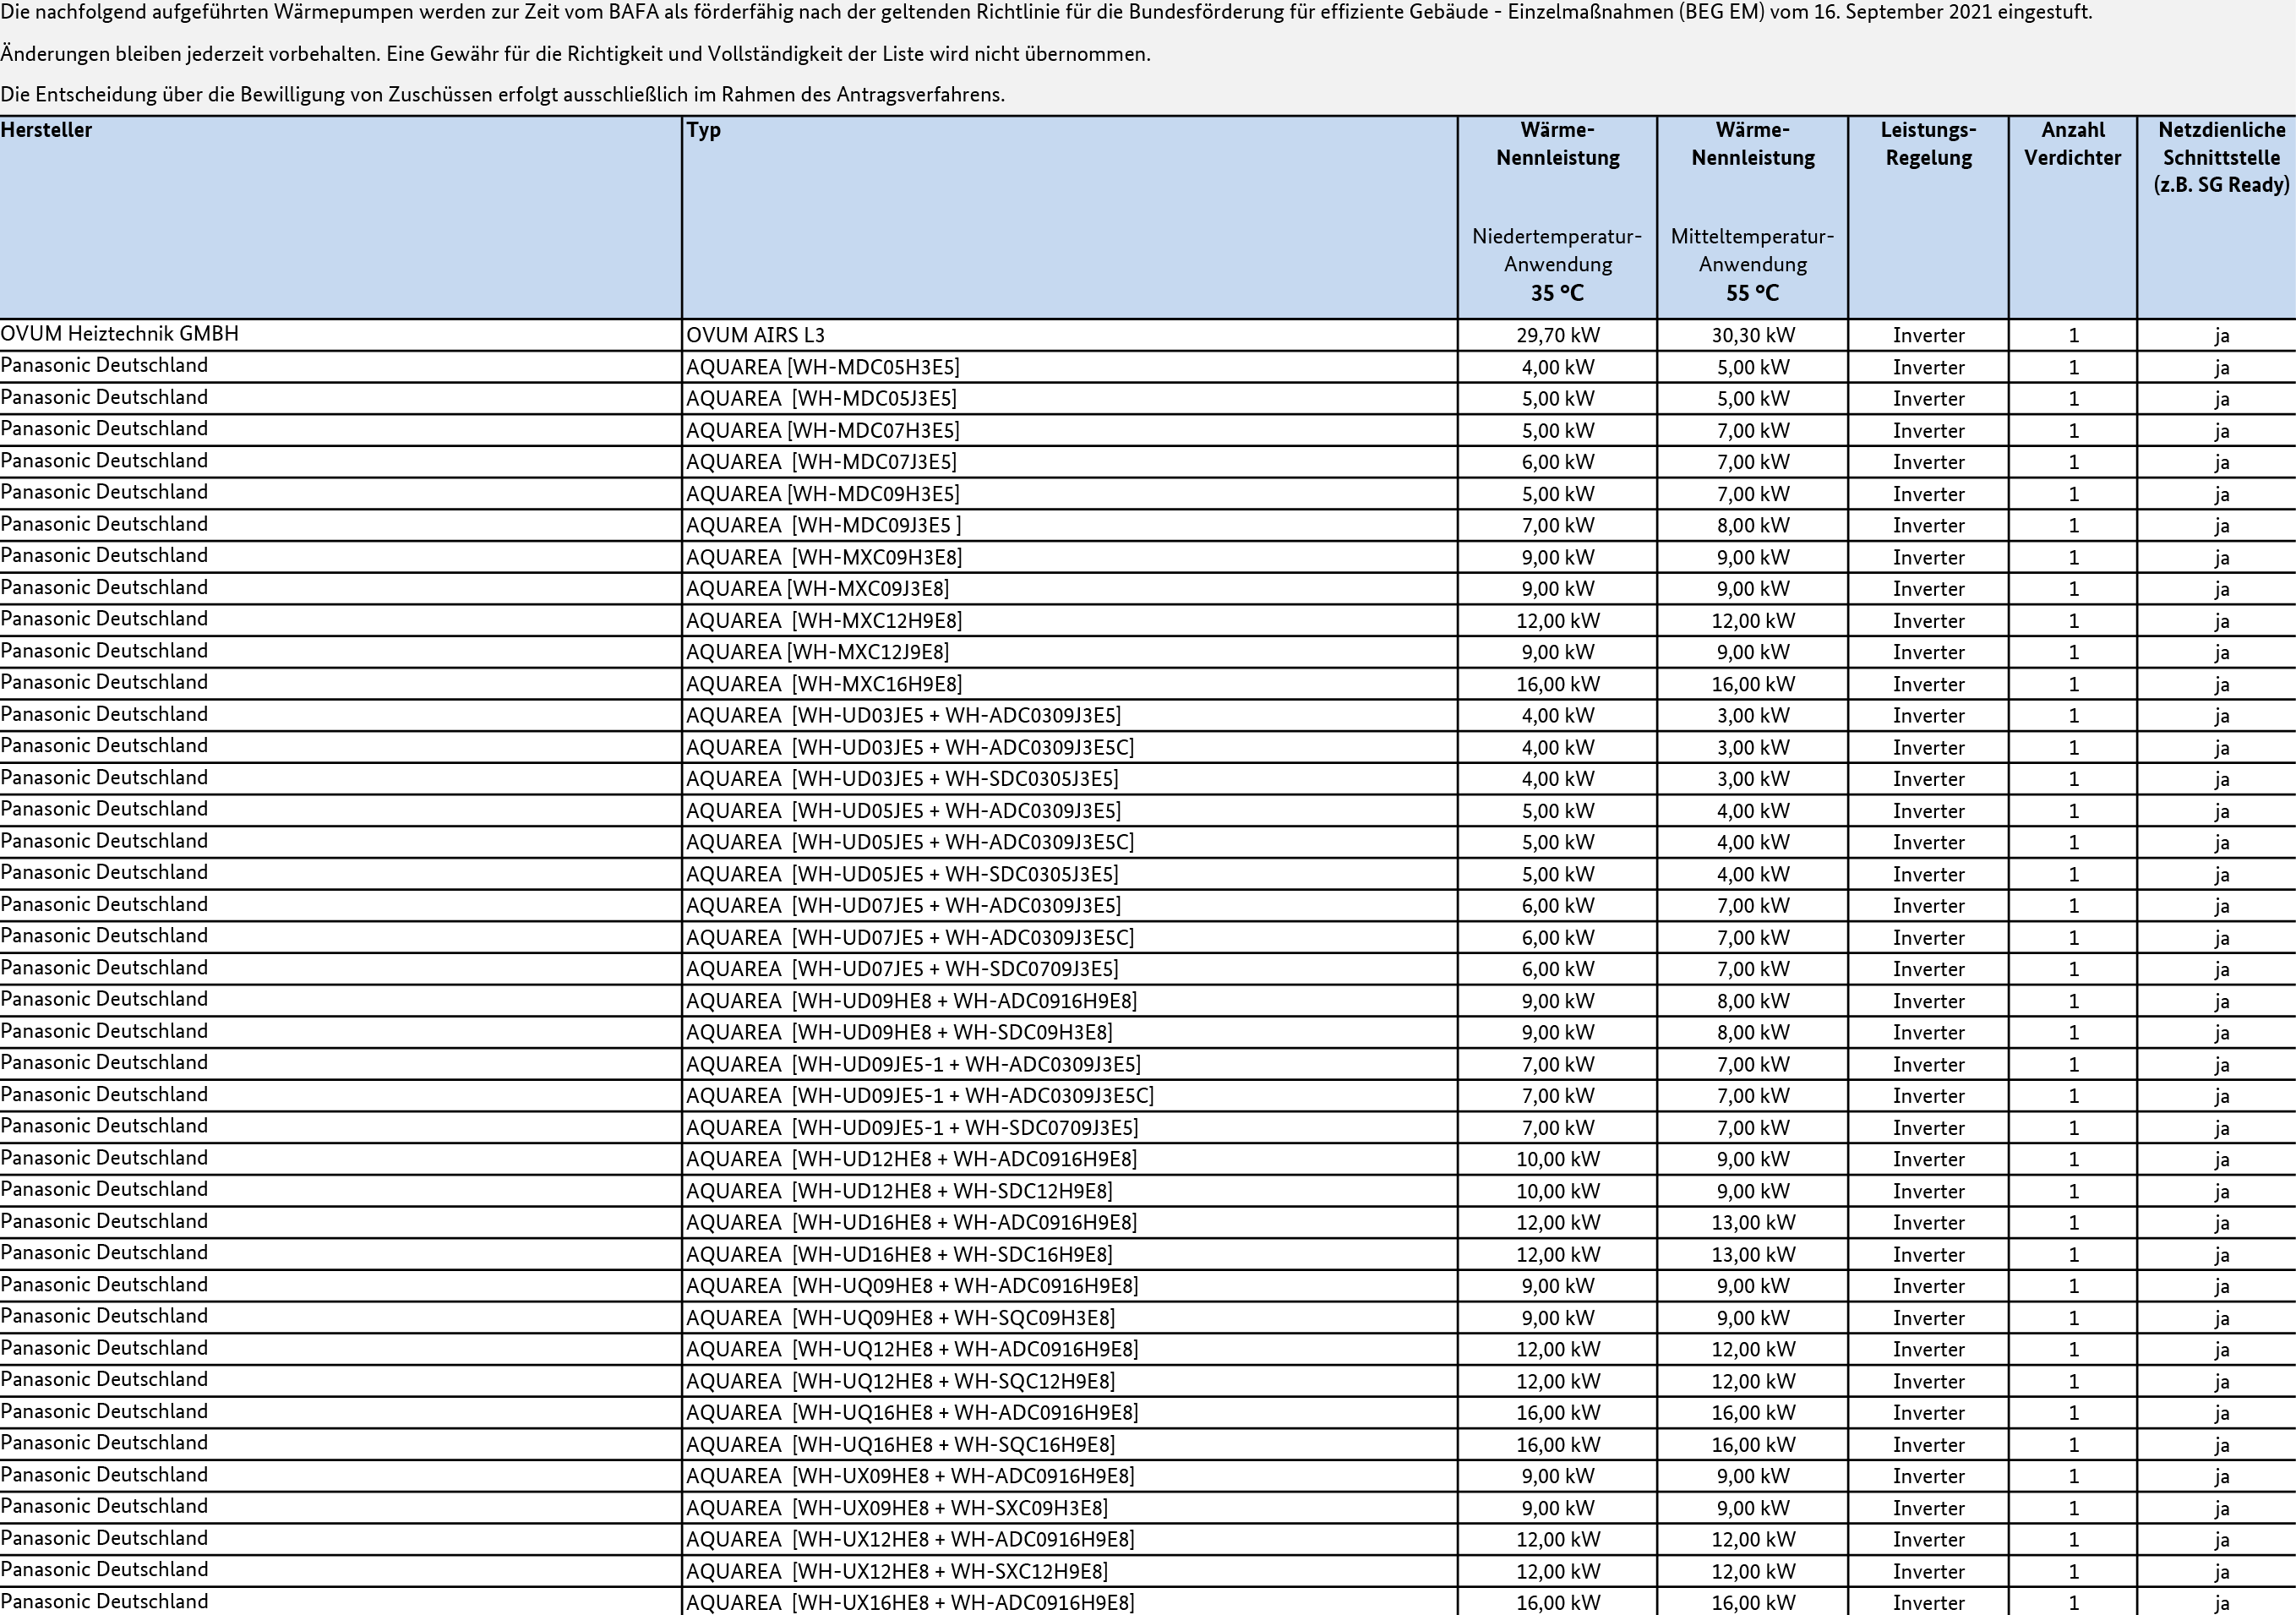 Die nachfolgend aufgeführten Wärmepumpen werden zur Zeit vom BAFA als förderfähig nach der geltenden Richtlinie für die Bundesförderung für effiziente Gebäude - Einzelmaßnahmen (BEG EM) vom 16. September 2021 eingestuft.
Änderungen bleiben jederzeit vorbehalten. Eine Gewähr für die Richtigkeit und Vollständigkeit der Liste wird nicht übernommen.
Die Entscheidung über die Bewilligung von Zuschüssen erfolgt ausschließlich im Rahmen des Antragsverfahrens.
Hersteller Typ Wärme- Wärme- Leistungs- Anzahl Netzdienliche
Nennleistung Nennleistung Regelung Verdichter Schnittstelle
(z.B. SG Ready)
Niedertemperatur- Mitteltemperatur-
Anwendung Anwendung
35 °C 55 °C
OVUM Heiztechnik GMBH OVUM AIRS L3 29,70 kW 30,30 kW Inverter 1 ja
Panasonic Deutschland AQUAREA [WH-MDC05H3E5] 4,00 kW 5,00 kW Inverter 1 ja
Panasonic Deutschland AQUAREA [WH-MDC05J3E5] 5,00 kW 5,00 kW Inverter 1 ja
Panasonic Deutschland AQUAREA [WH-MDC07H3E5] 5,00 kW 7,00 kW Inverter 1 ja
Panasonic Deutschland AQUAREA [WH-MDC07J3E5] 6,00 kW 7,00 kW Inverter 1 ja
Panasonic Deutschland AQUAREA [WH-MDC09H3E5] 5,00 kW 7,00 kW Inverter 1 ja
Panasonic Deutschland AQUAREA [WH-MDC09J3E5 ] 7,00 kW 8,00 kW Inverter 1 ja
Panasonic Deutschland AQUAREA [WH-MXC09H3E8] 9,00 kW 9,00 kW Inverter 1 ja
Panasonic Deutschland AQUAREA [WH-MXC09J3E8] 9,00 kW 9,00 kW Inverter 1 ja
Panasonic Deutschland AQUAREA [WH-MXC12H9E8] 12,00 kW 12,00 kW Inverter 1 ja
Panasonic Deutschland AQUAREA [WH-MXC12J9E8] 9,00 kW 9,00 kW Inverter 1 ja
Panasonic Deutschland AQUAREA [WH-MXC16H9E8] 16,00 kW 16,00 kW Inverter 1 ja
Panasonic Deutschland AQUAREA [WH-UD03JE5 + WH-ADC0309J3E5] 4,00 kW 3,00 kW Inverter 1 ja
Panasonic Deutschland AQUAREA [WH-UD03JE5 + WH-ADC0309J3E5C] 4,00 kW 3,00 kW Inverter 1 ja
Panasonic Deutschland AQUAREA [WH-UD03JE5 + WH-SDC0305J3E5] 4,00 kW 3,00 kW Inverter 1 ja
Panasonic Deutschland AQUAREA [WH-UD05JE5 + WH-ADC0309J3E5] 5,00 kW 4,00 kW Inverter 1 ja
Panasonic Deutschland AQUAREA [WH-UD05JE5 + WH-ADC0309J3E5C] 5,00 kW 4,00 kW Inverter 1 ja
Panasonic Deutschland AQUAREA [WH-UD05JE5 + WH-SDC0305J3E5] 5,00 kW 4,00 kW Inverter 1 ja
Panasonic Deutschland AQUAREA [WH-UD07JE5 + WH-ADC0309J3E5] 6,00 kW 7,00 kW Inverter 1 ja
Panasonic Deutschland AQUAREA [WH-UD07JE5 + WH-ADC0309J3E5C] 6,00 kW 7,00 kW Inverter 1 ja
Panasonic Deutschland AQUAREA [WH-UD07JE5 + WH-SDC0709J3E5] 6,00 kW 7,00 kW Inverter 1 ja
Panasonic Deutschland AQUAREA [WH-UD09HE8 + WH-ADC0916H9E8] 9,00 kW 8,00 kW Inverter 1 ja
Panasonic Deutschland AQUAREA [WH-UD09HE8 + WH-SDC09H3E8] 9,00 kW 8,00 kW Inverter 1 ja
Panasonic Deutschland AQUAREA [WH-UD09JE5-1 + WH-ADC0309J3E5] 7,00 kW 7,00 kW Inverter 1 ja
Panasonic Deutschland AQUAREA [WH-UD09JE5-1 + WH-ADC0309J3E5C] 7,00 kW 7,00 kW Inverter 1 ja
Panasonic Deutschland AQUAREA [WH-UD09JE5-1 + WH-SDC0709J3E5] 7,00 kW 7,00 kW Inverter 1 ja
Panasonic Deutschland AQUAREA [WH-UD12HE8 + WH-ADC0916H9E8] 10,00 kW 9,00 kW Inverter 1 ja
Panasonic Deutschland AQUAREA [WH-UD12HE8 + WH-SDC12H9E8] 10,00 kW 9,00 kW Inverter 1 ja
Panasonic Deutschland AQUAREA [WH-UD16HE8 + WH-ADC0916H9E8] 12,00 kW 13,00 kW Inverter 1 ja
Panasonic Deutschland AQUAREA [WH-UD16HE8 + WH-SDC16H9E8] 12,00 kW 13,00 kW Inverter 1 ja
Panasonic Deutschland AQUAREA [WH-UQ09HE8 + WH-ADC0916H9E8] 9,00 kW 9,00 kW Inverter 1 ja
Panasonic Deutschland AQUAREA [WH-UQ09HE8 + WH-SQC09H3E8] 9,00 kW 9,00 kW Inverter 1 ja
Panasonic Deutschland AQUAREA [WH-UQ12HE8 + WH-ADC0916H9E8] 12,00 kW 12,00 kW Inverter 1 ja
Panasonic Deutschland AQUAREA [WH-UQ12HE8 + WH-SQC12H9E8] 12,00 kW 12,00 kW Inverter 1 ja
Panasonic Deutschland AQUAREA [WH-UQ16HE8 + WH-ADC0916H9E8] 16,00 kW 16,00 kW Inverter 1 ja
Panasonic Deutschland AQUAREA [WH-UQ16HE8 + WH-SQC16H9E8] 16,00 kW 16,00 kW Inverter 1 ja
Panasonic Deutschland AQUAREA [WH-UX09HE8 + WH-ADC0916H9E8] 9,00 kW 9,00 kW Inverter 1 ja
Panasonic Deutschland AQUAREA [WH-UX09HE8 + WH-SXC09H3E8] 9,00 kW 9,00 kW Inverter 1 ja
Panasonic Deutschland AQUAREA [WH-UX12HE8 + WH-ADC0916H9E8] 12,00 kW 12,00 kW Inverter 1 ja
Panasonic Deutschland AQUAREA [WH-UX12HE8 + WH-SXC12H9E8] 12,00 kW 12,00 kW Inverter 1 ja
Panasonic Deutschland AQUAREA [WH-UX16HE8 + WH-ADC0916H9E8] 16,00 kW 16,00 kW Inverter 1 ja